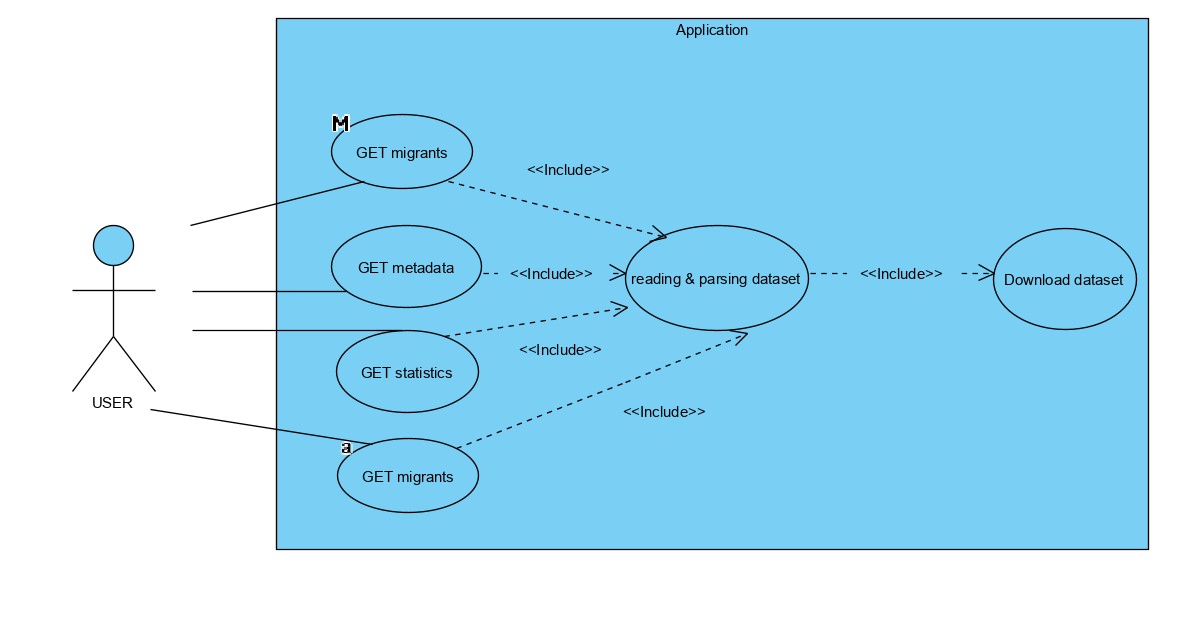 Application
M
GET migrants
<<Include>>
GET metadata
<<Include>>
reading & parsing dataset
<<Include>>
Download dataset
<<Include>>
GET statistics
USER
<<Include>>
a
GET migrants